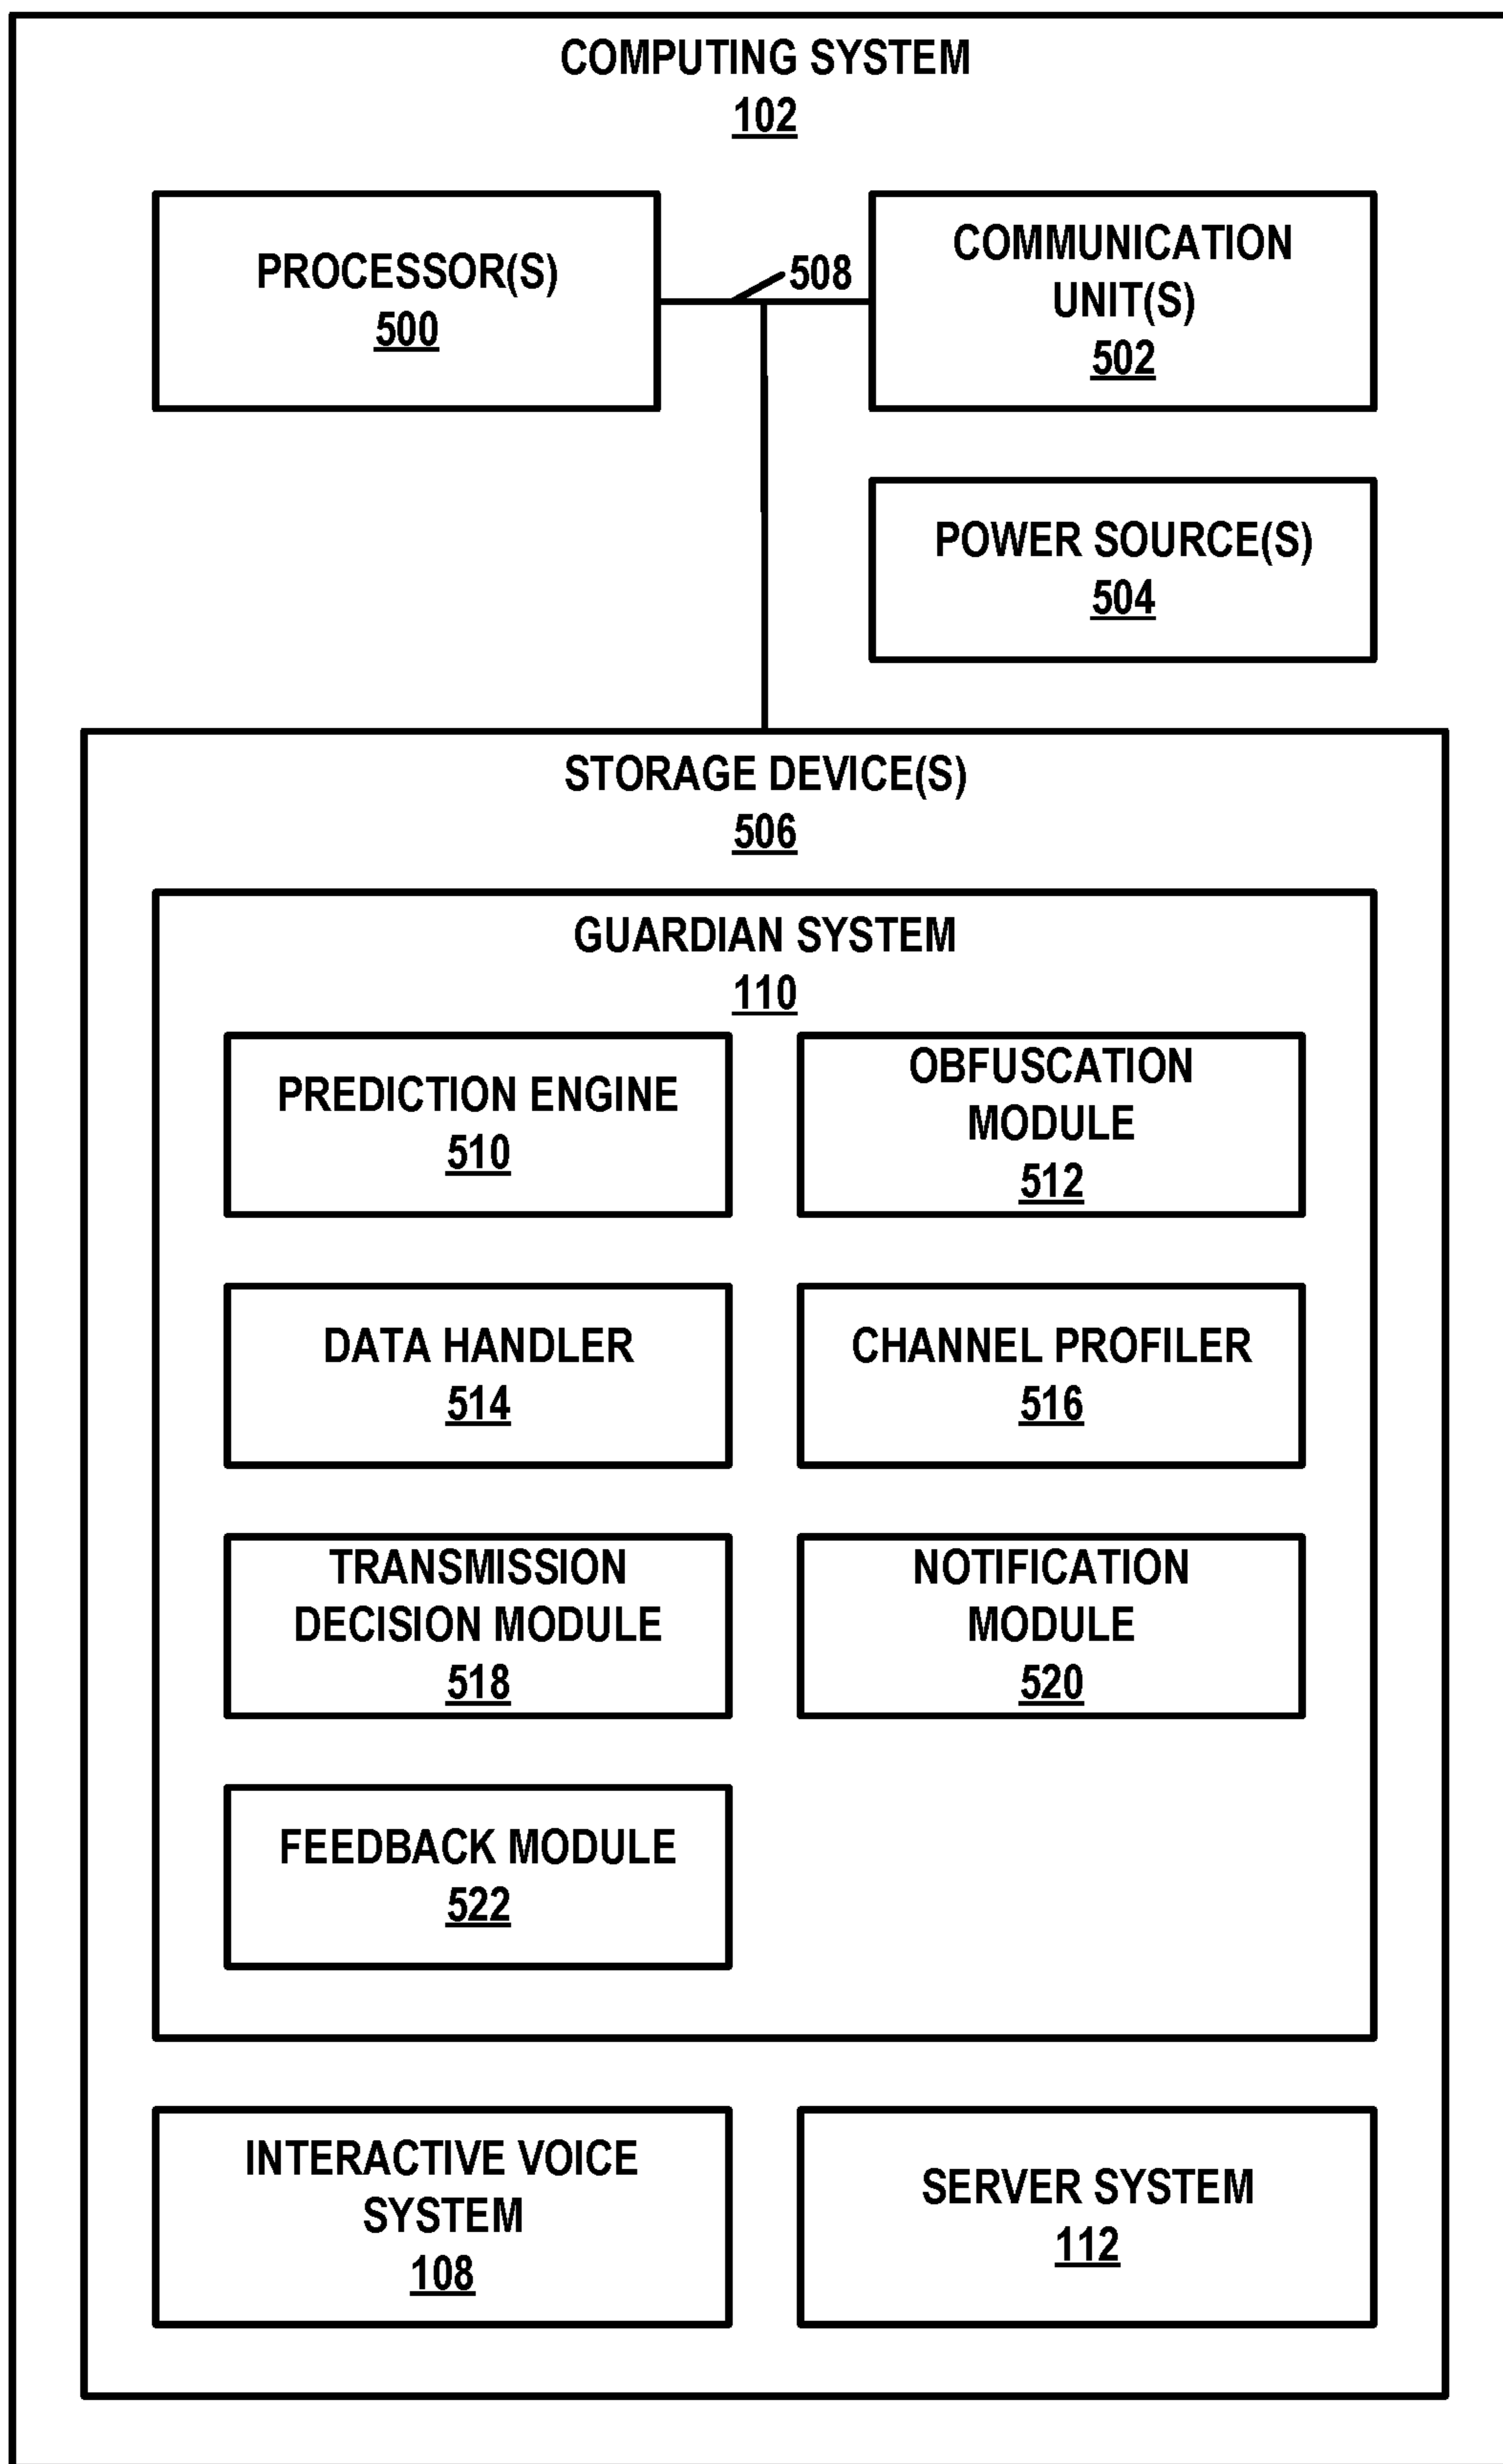 COMPUTING SYSTEM
102
PROCESSOR(S)
500
508
COMMUNICATION
UNIT(S)
502
POWER SOURCE(S)
504
STORAGE DEVICE(S)
506
GUARDIAN SYSTEM
110
PREDICTION ENGINE
510
OBFUSCATION
MODULE
512
DATA HANDLER
514
CHANNEL PROFILER
516
TRANSMISSION
DECISION MODULE
518
NOTIFICATION
MODULE
520
FEEDBACK MODULE
522
INTERACTIVE VOICE
SYSTEM
108
SERVER SYSTEM
112